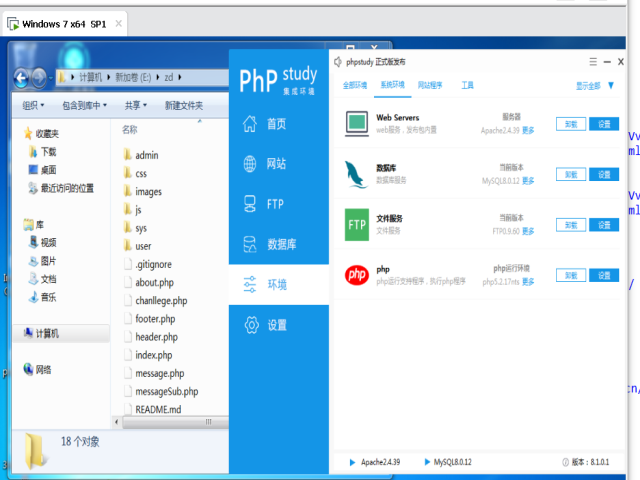 Windows 7 x64 SP1
计算机 新加卷 (E:) zd
组织 包含到库中 共享 新建文件夹
收藏夹
下载
桌面
最近访问的位置
库
视频
图片
文档
音乐
计算机
网络
名称
admin
css
images
js
sys
user
.gitignore
about.php
chanllege.php
footer.php
header.php
index.php
message.php
messageSub.php
README.md
18 个对象
PhP study
集成环境
首页
网站
FTP
数据库
环境
设置
phpstudy 正式版发布
全部环境 系统环境 网站程序 工具 显示全部
Web Servers
web服务，发布包内置
服务器
Apache2.4.39 更多
卸载 设置
数据库
数据库服务
当前版本
MySQL8.0.12 更多
卸载 设置
FTP
文件服务
文件服务
当前版本
FTP0.9.60 更多
卸载 设置
php
php
php运行支持程序，执行php程序
php运行环境
php5.2.17nts 更多
卸载 设置
Apache2.4.39 MySQL8.0.12 版本：8.1.0.1